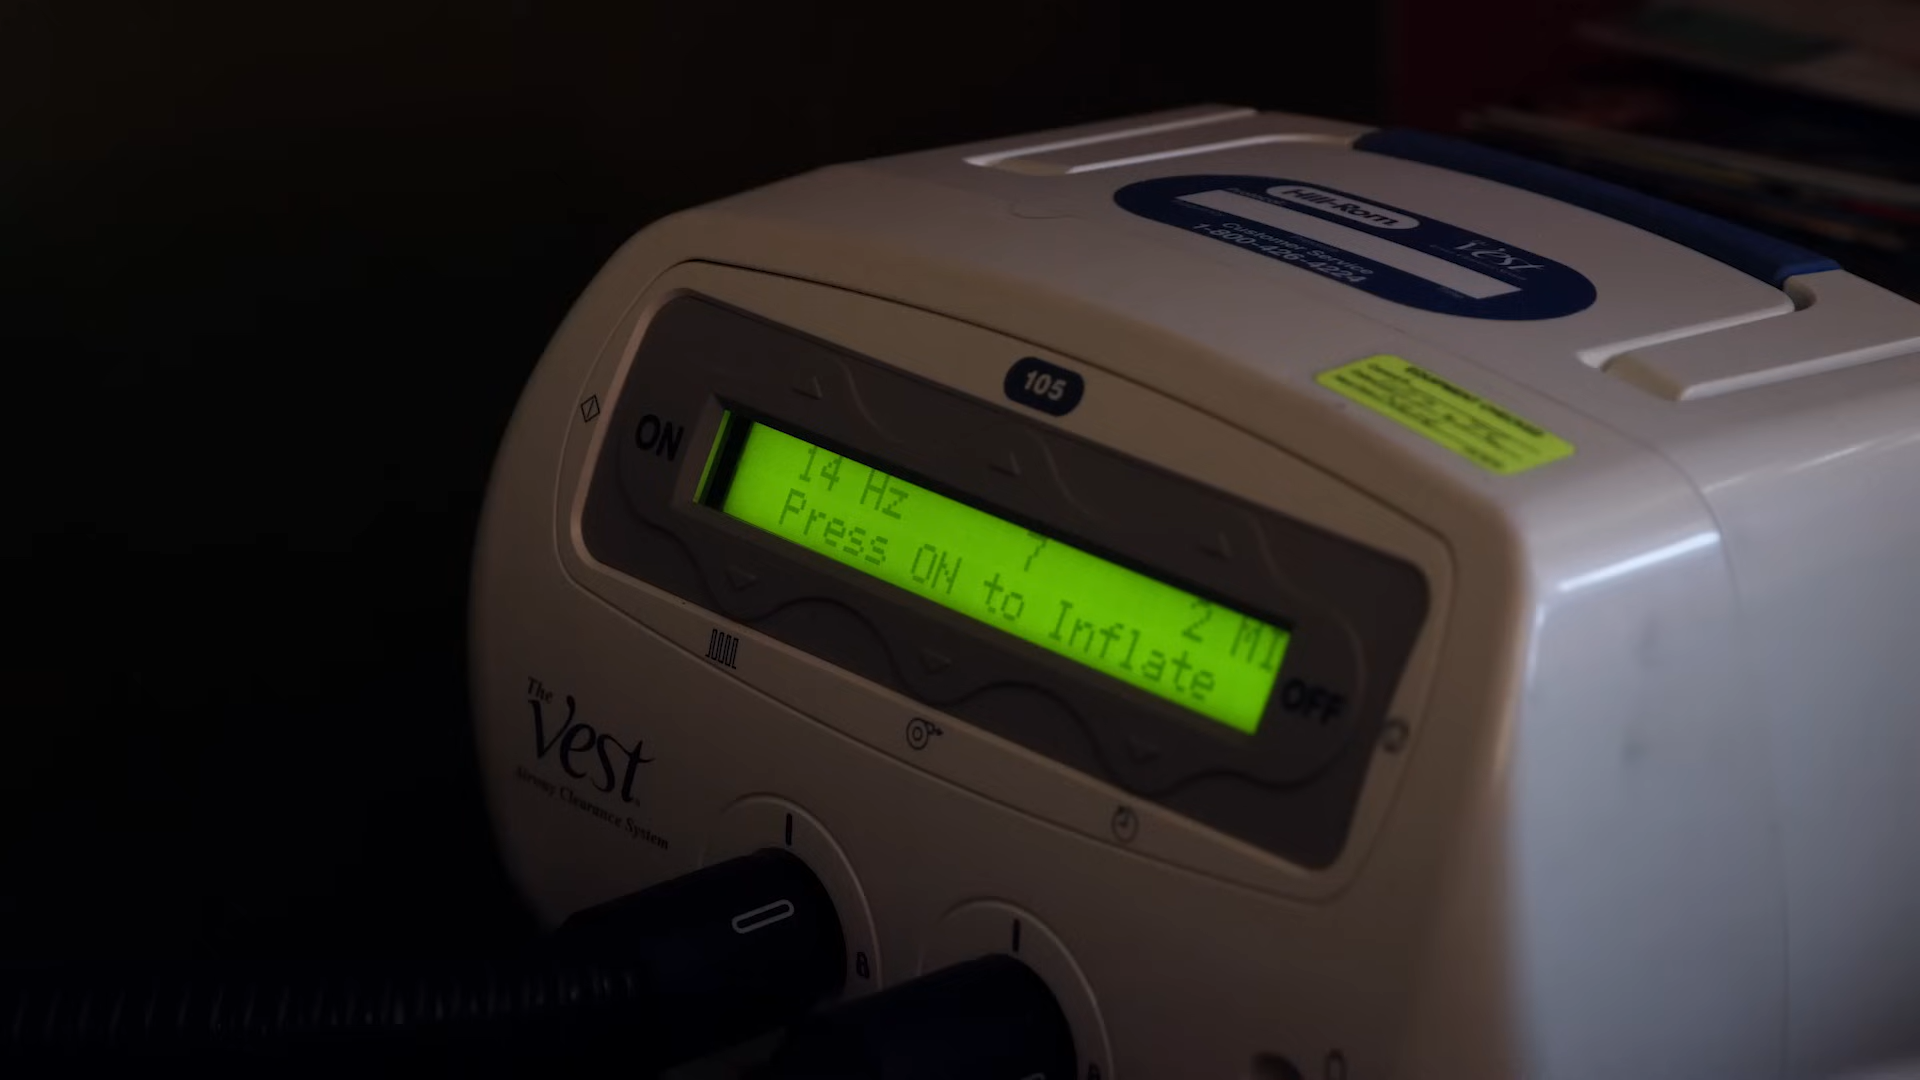 Hill-Rom
Vest
Customer Service
1-800-426-4224
105
ON
14 Hz 7 2 MI
Press ON to Inflate
OFF
The
Vest
Airway Clearance System